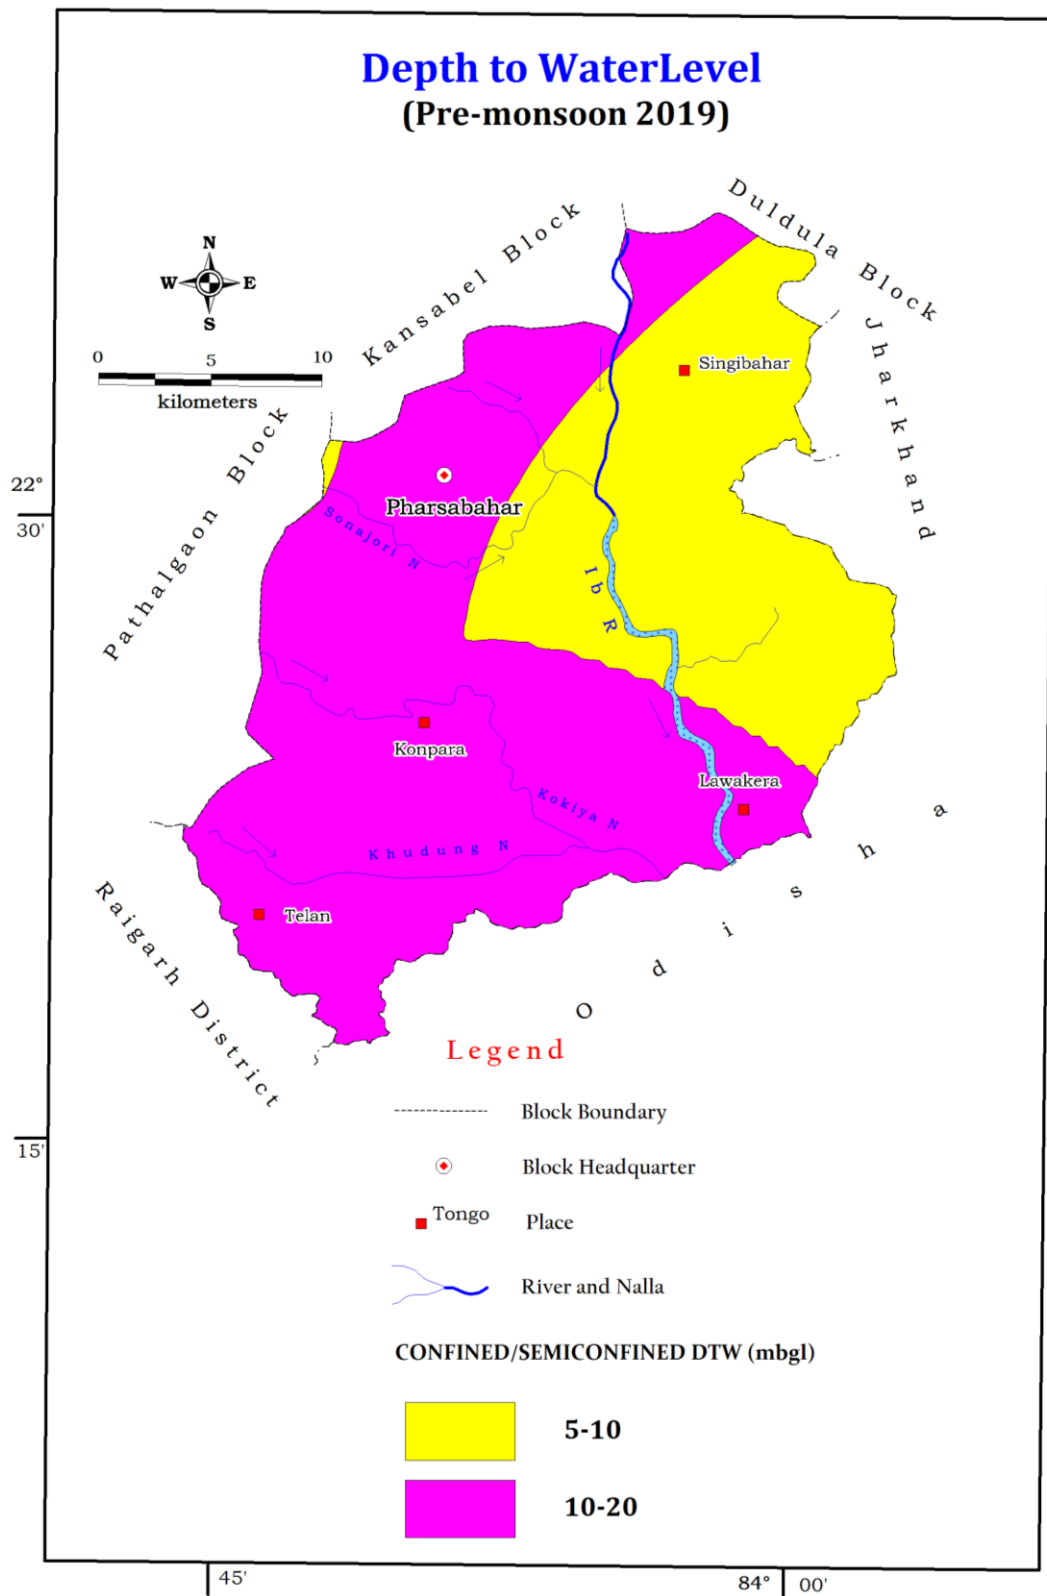 Depth to WaterLevel
(Pre-monsoon 2019)
Duldula Block
Kansabel Block
N
W E
S
Jharkhand
0 5 10
kilometers
Singibahar
Pathalgaon Block
22°
30'
Pharsabahar
Sonajori N
Ib R
Konpara
Lawakera
Kokiya N
Khudung N
Telan
Raigarh District
Odisha
Legend
Block Boundary
Block Headquarter
Tongo Place
15'
River and Nalla
CONFINED/SEMICONFINED DTW (mbgl)
5-10
10-20
45' 84° 00'